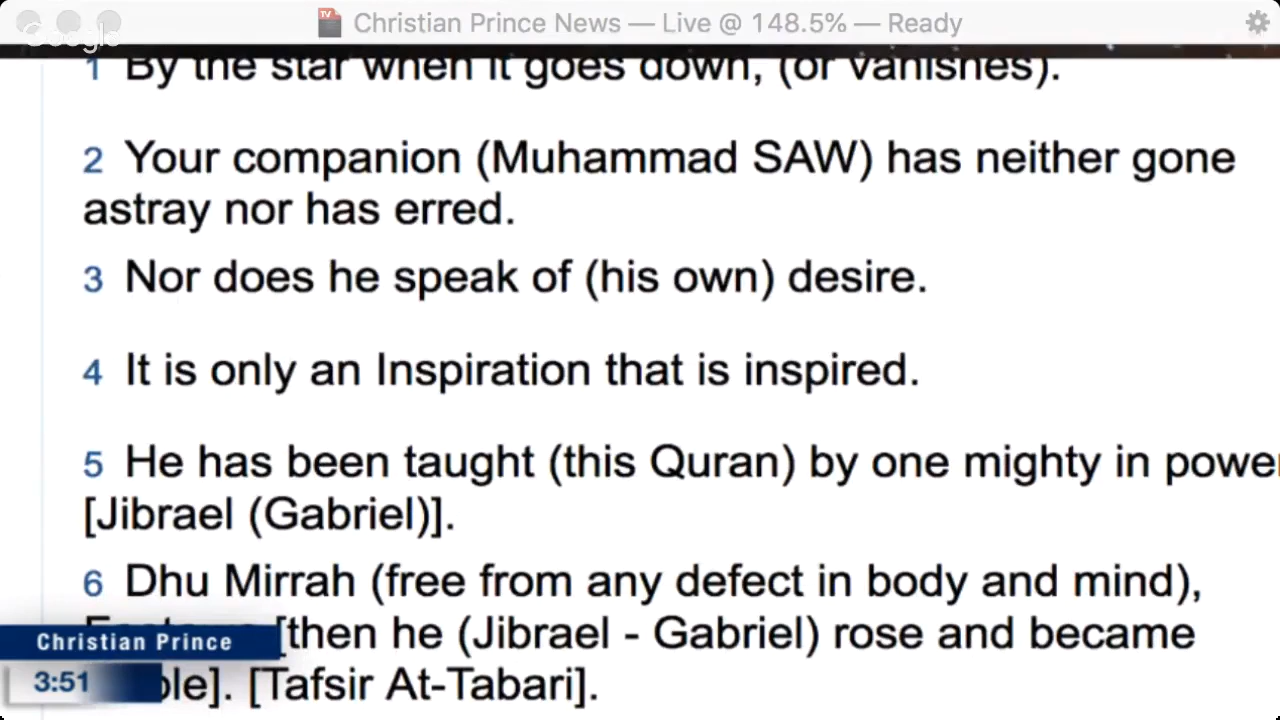 Christian Prince News — Live @ 148.5% — Ready
Google
1 By the star when it goes down, (or vanishes).
2 Your companion (Muhammad SAW) has neither gone
astray nor has erred.
3 Nor does he speak of (his own) desire.
4 It is only an Inspiration that is inspired.
5 He has been taught (this Quran) by one mighty in power
[Jibrael (Gabriel)].
6 Dhu Mirrah (free from any defect in body and mind),
[then he (Jibrael - Gabriel) rose and became
[Tafsir At-Tabari].
Christian Prince
3:51